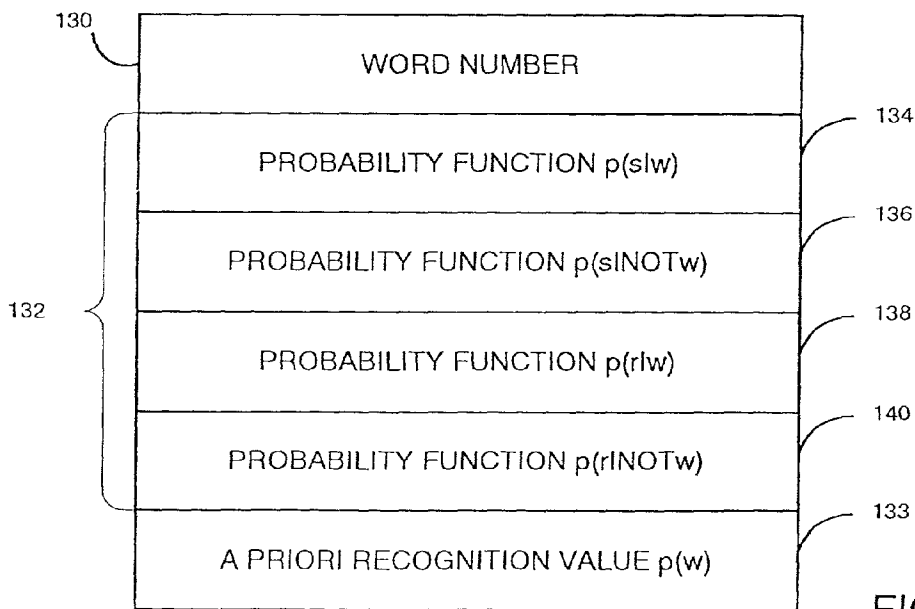 130
WORD NUMBER
134
PROBABILITY FUNCTION p(s|w)
136
PROBABILITY FUNCTION p(s|NOTw)
132
138
PROBABILITY FUNCTION p(r|w)
140
PROBABILITY FUNCTION p(r|NOTw)
133
A PRIORI RECOGNITION VALUE p(w)